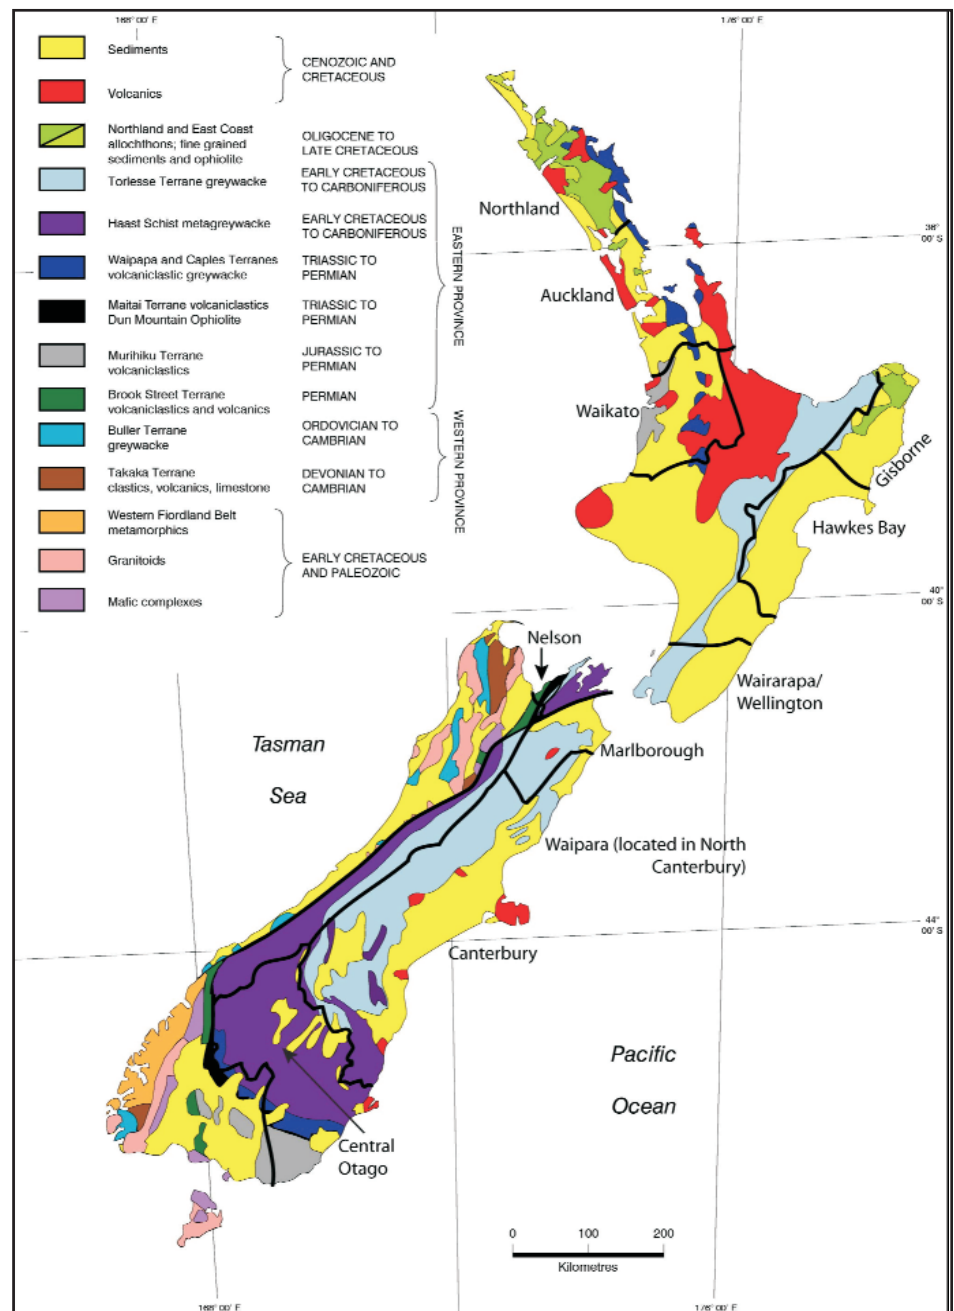 168° 00' E
176° 00' E
Sediments
CENOZOIC AND
CRETACEOUS
Volcanics
Northland and East Coast
allochthons; fine grained
sediments and ophiolite
OLIGOCENE TO
LATE CRETACEOUS
Torlesse Terrane greywacke
EARLY CRETACEOUS
TO CARBONIFEROUS
Haast Schist metagreywacke
EARLY CRETACEOUS
TO CARBONIFEROUS
Waipapa and Caples Terranes
volcaniclastic greywacke
TRIASSIC TO
PERMIAN
Maitai Terrane volcaniclastics
Dun Mountain Ophiolite
TRIASSIC TO
PERMIAN
Murihiku Terrane
volcaniclastics
JURASSIC TO
PERMIAN
Brook Street Terrane
volcaniclastics and volcanics
PERMIAN
EASTERN PROVINCE
Buller Terrane
greywacke
ORDOVICIAN TO
CAMBRIAN
Takaka Terrane
clastics, volcanics, limestone
DEVONIAN TO
CAMBRIAN
WESTERN PROVINCE
Western Fiordland Belt
metamorphics
Granitoids
EARLY CRETACEOUS
AND PALEOZOIC
Mafic complexes
Northland
36°
00' S
Auckland
Waikato
Gisborne
Hawkes Bay
40°
00' S
Nelson
Wairarapa/
Wellington
Tasman
Sea
Marlborough
Waipara (located in North
Canterbury)
44°
00' S
Canterbury
Pacific
Ocean
Central
Otago
0 100 200
Kilometres
168° 00' E
176° 00' E